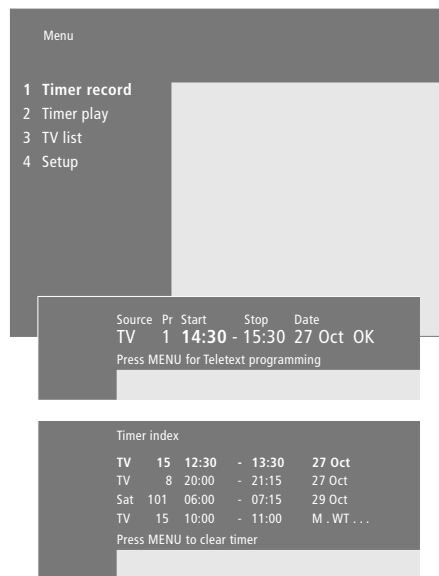 Menu
1 Timer record
2 Timer play
3 TV list
4 Setup
Source Pr Start Stop Date
TV 1 14:30 - 15:30 27 Oct OK
Press MENU for Teletext programming
Timer index
TV 15 12:30 - 13:30 27 Oct
TV 8 20:00 - 21:15 27 Oct
Sat 101 06:00 - 07:15 29 Oct
TV 15 10:00 - 11:00 M . WT . . .
Press MENU to clear timer